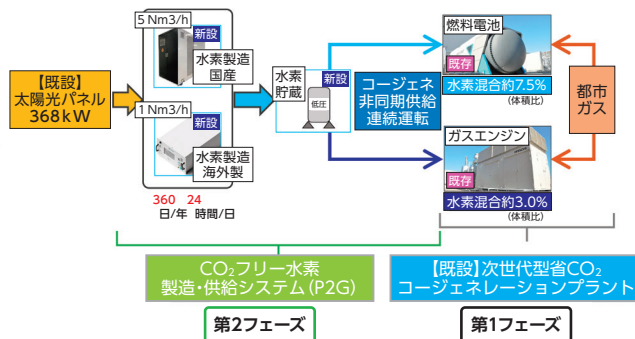 【既設】
太陽光パネル
368kW
5 Nm3/h
新設
水素製造
国産
1 Nm3/h
新設
水素製造
海外製
360 24
日/年 時間/日
水素
貯蔵
新設
低圧
コージェネ
非同期供給
連続運転
燃料電池
既存
水素混合約7.5%
(体積比)
ガスエンジン
既存
水素混合約3.0%
(体積比)
都市
ガス
CO₂フリー水素
製造・供給システム(P2G)
【既設】次世代型省CO₂
コージェネレーションプラント
第2フェーズ
第1フェーズ